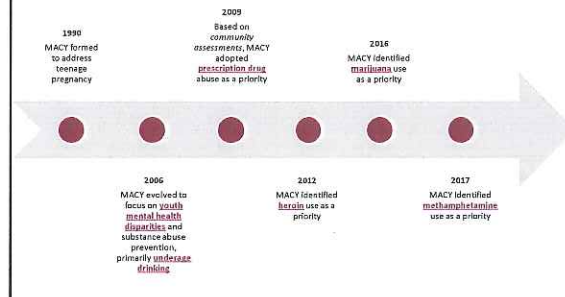 1990
MACY formed
to address
teenage
pregnancy
2006
MACY evolved to
focus on youth
mental health
disparities and
substance abuse
prevention,
primarily underage
drinking
2009
Based on
community
assessments, MACY
adopted
prescription drug
abuse as a priority
2012
MACY identified
heroin use as a
priority
2016
MACY identified
marijuana use
as a priority
2017
MACY identified
methamphetamine
use as a priority